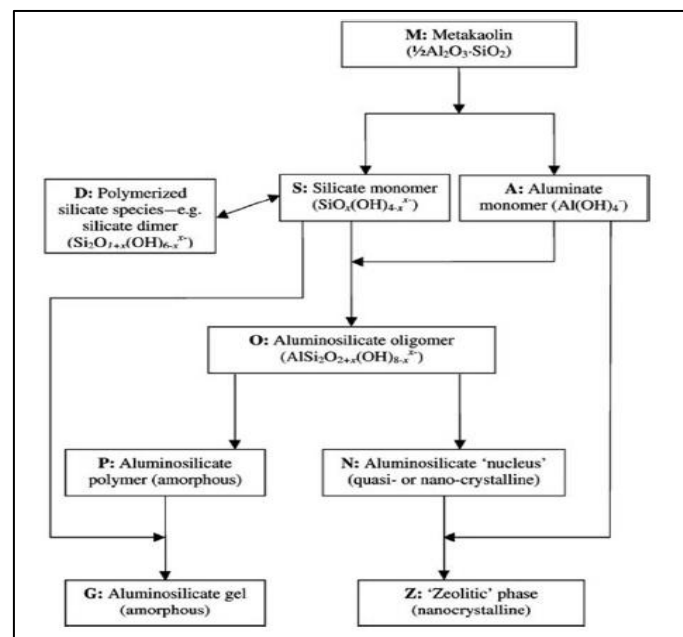 M: Metakaolin
(½Al₂O₃·SiO₂)
D: Polymerized
silicate species—e.g.
silicate dimer
(Si₂O₁₊ₓ(OH)₆₋ₓˣ⁻)
S: Silicate monomer
(SiOₓ(OH)₄₋ₓˣ⁻)
A: Aluminate
monomer (Al(OH)₄⁻)
O: Aluminosilicate oligomer
(AlSi₂O₂₊ₓ(OH)₈₋ₓˣ⁻)
P: Aluminosilicate
polymer (amorphous)
N: Aluminosilicate ‘nucleus’
(quasi- or nano-crystalline)
G: Aluminosilicate gel
(amorphous)
Z: ‘Zeolitic’ phase
(nanocrystalline)